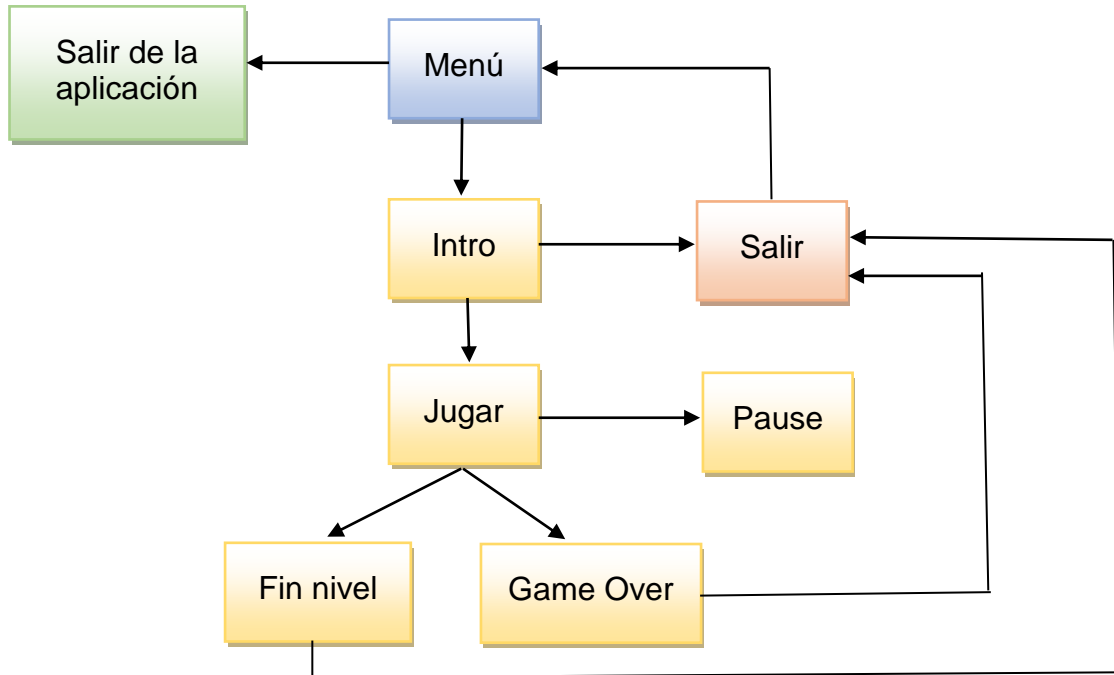 Salir de la
aplicación
Menú
Intro
Salir
Jugar
Pause
Fin nivel
Game Over